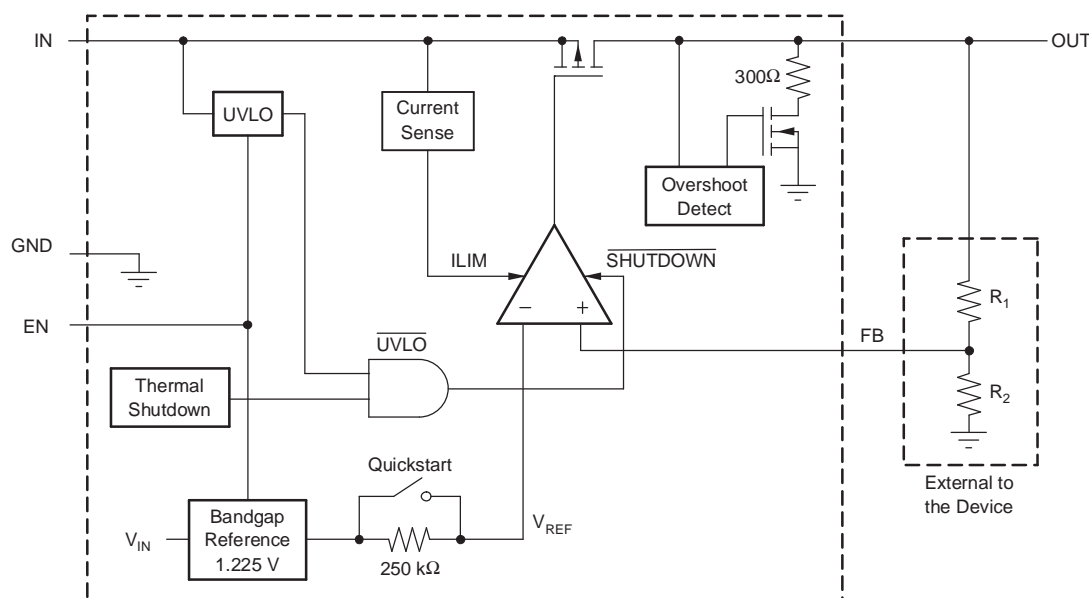 IN
OUT
300Ω
UVLO
Current
Sense
Overshoot
Detect
GND
ILIM
SHUTDOWN
− +
R1
EN
UVLO
FB
Thermal
Shutdown
R2
Quickstart
External to
the Device
VIN
Bandgap
Reference
1.225 V
VREF
250 kΩ